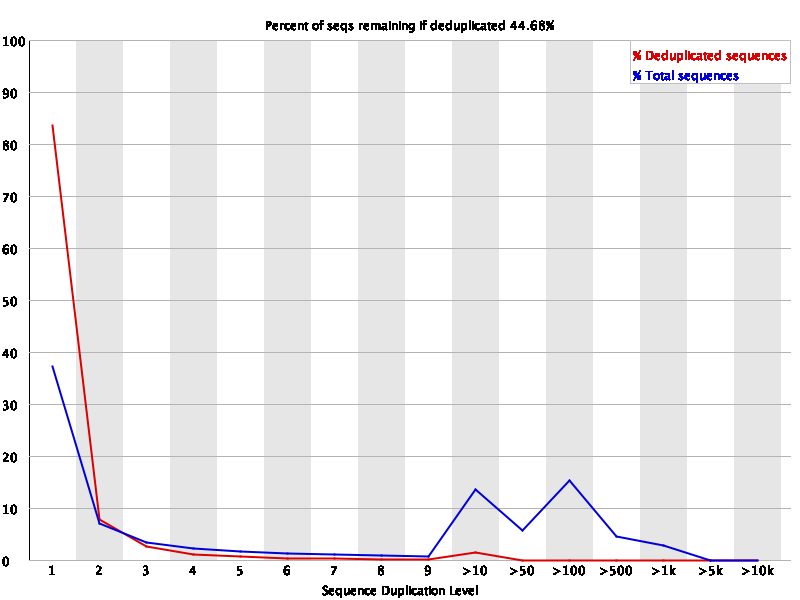 Percent of seqs remaining if deduplicated 44.68%
% Deduplicated sequences
% Total sequences
100
90
80
70
60
50
40
30
20
10
0
1 2 3 4 5 6 7 8 9 >10 >50 >100 >500 >1k >5k >10k
Sequence Duplication Level